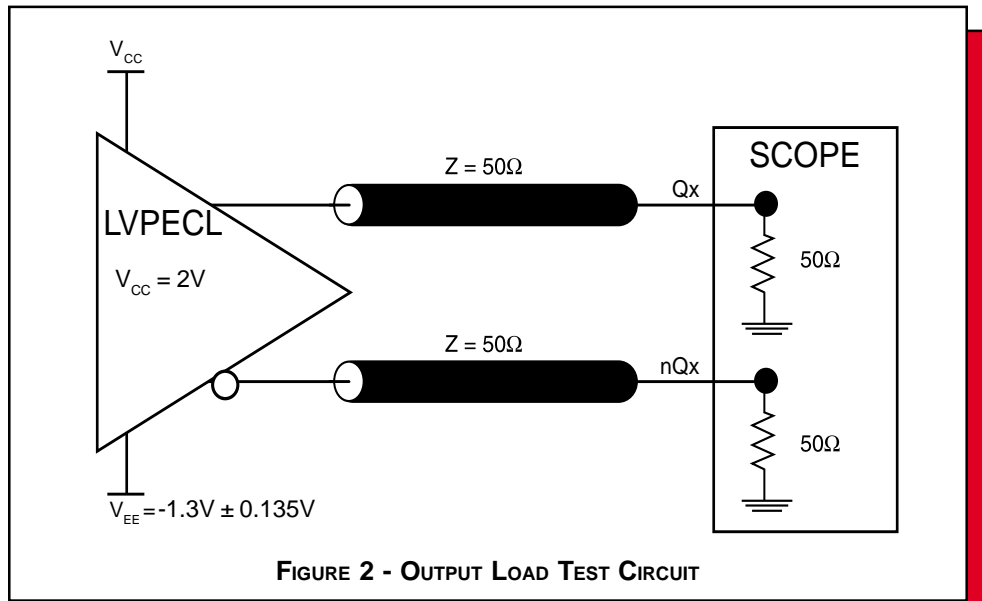 V_CC
Z = 50Ω
SCOPE
Qx
LVPECL
50Ω
V_CC = 2V
Z = 50Ω
nQx
50Ω
V_EE = -1.3V ± 0.135V
FIGURE 2 - OUTPUT LOAD TEST CIRCUIT